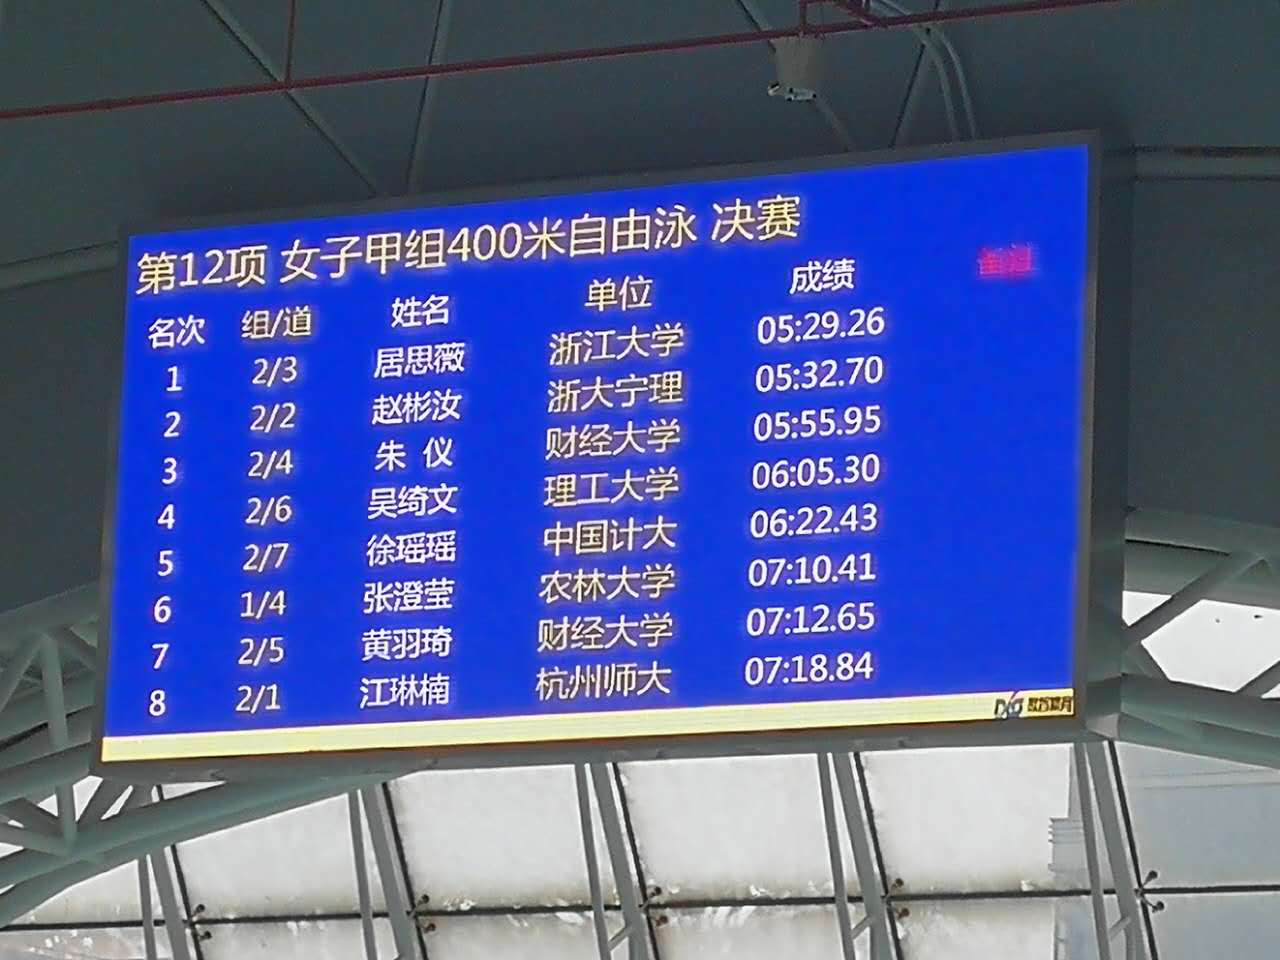 第12项 女子甲组400米自由泳 决赛
名次 组/道 姓名 单位 成绩
1 2/3 居思薇 浙江大学 05:29.26
2 2/2 赵彬汝 浙大宁理 05:32.70
3 2/4 朱 仪 财经大学 05:55.95
4 2/6 吴绮文 理工大学 06:05.30
5 2/7 徐瑶瑶 中国计大 06:22.43
6 1/4 张澄莹 农林大学 07:10.41
7 2/5 黄羽琦 财经大学 07:12.65
8 2/1 江琳楠 杭州师大 07:18.84